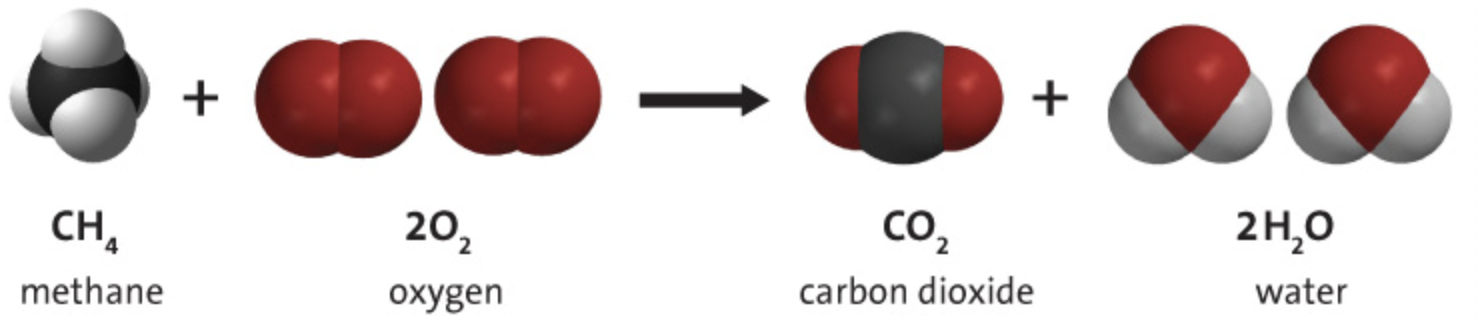 + +
CH₄ 2O₂ CO₂ 2H₂O
methane oxygen carbon dioxide water